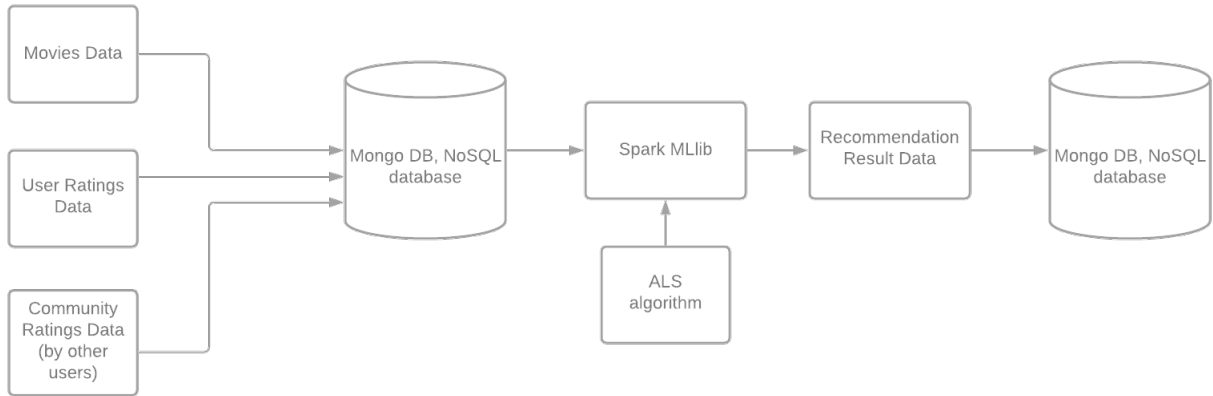 Movies Data
User Ratings
Data
Community
Ratings Data
(by other
users)
Mongo DB, NoSQL
database
Spark MLlib
ALS
algorithm
Recommendation
Result Data
Mongo DB, NoSQL
database